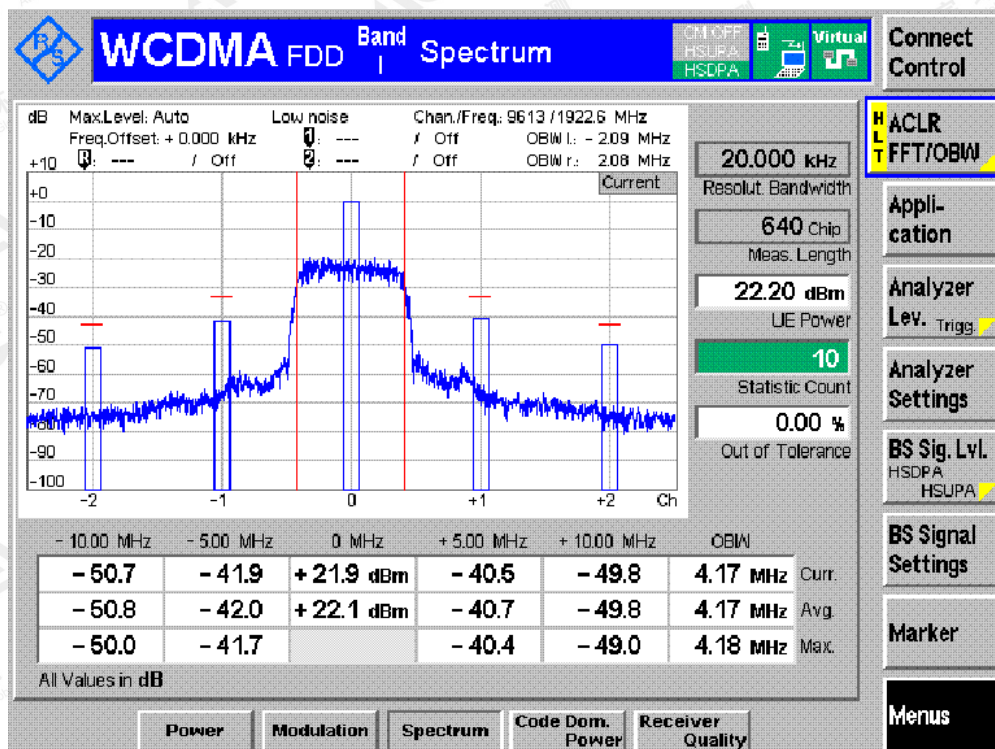 R S
WCDMA FDD Band I Spectrum
CM OFF
HSUPA
HSDPA
Virtual
Connect Control
dB Max.Level: Auto Low noise Chan./Freq.: 9613 / 1922.6 MHz
Freq.Offset: + 0.000 kHz 1: --- / Off OBW l.: – 2.09 MHz
R: --- / Off 2: --- / Off OBW r.: 2.08 MHz
Current
+10
+0
-10
-20
-30
-40
-50
-60
-70
-90
-100
-2 -1 0 +1 +2 Ch
20.000 kHz
Resolut. Bandwidth
640 Chip
Meas. Length
22.20 dBm
UE Power
10
Statistic Count
0.00 %
Out of Tolerance
– 10.00 MHz – 5.00 MHz 0 MHz + 5.00 MHz + 10.00 MHz OBW
– 50.7 – 41.9 + 21.9 dBm – 40.5 – 49.8 4.17 MHz Curr.
– 50.8 – 42.0 + 22.1 dBm – 40.7 – 49.8 4.17 MHz Avg.
– 50.0 – 41.7 – 40.4 – 49.0 4.18 MHz Max.
All Values in dB
HLT
ACLR
FFT/OBW
Appli-
cation
Analyzer
Lev. Trigg.
Analyzer
Settings
BS Sig. Lvl.
HSDPA
HSUPA
BS Signal
Settings
Marker
Menus
Power
Modulation
Spectrum
Code Dom.
Power
Receiver
Quality